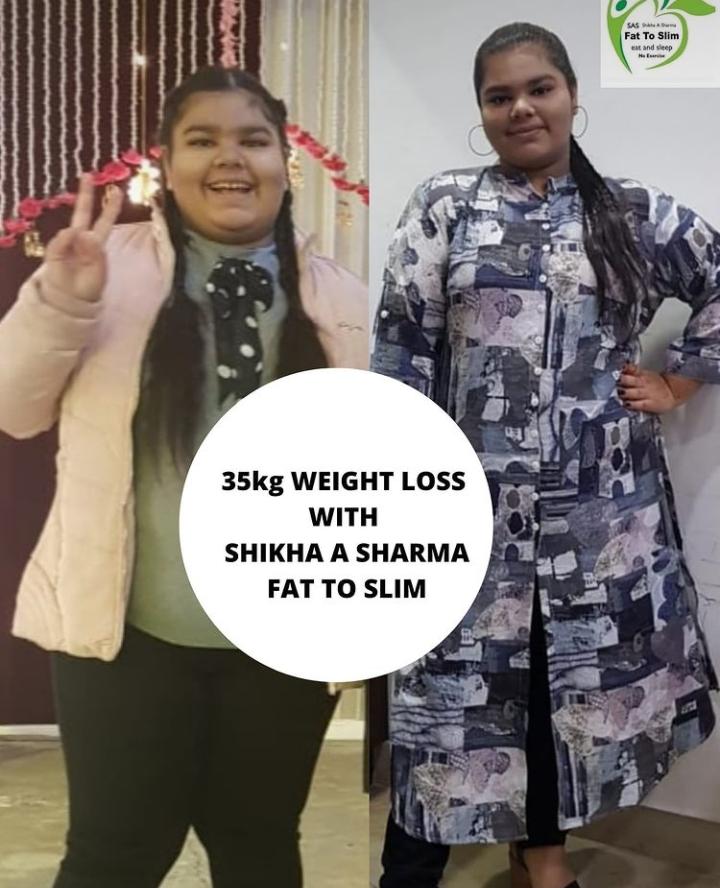 SAS Shikha A Sharma
Fat To Slim
eat and sleep
No Exercise
35kg WEIGHT LOSS
WITH
SHIKHA A SHARMA
FAT TO SLIM